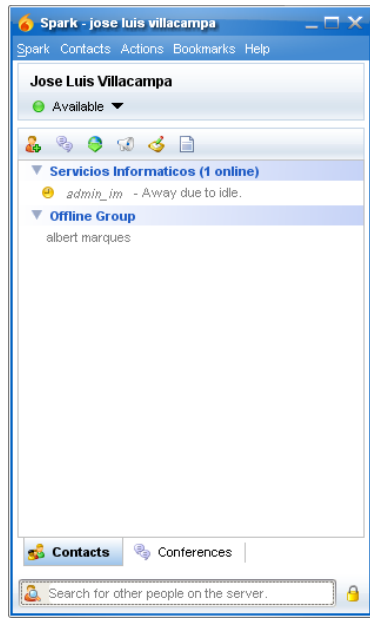 Spark - jose luis villacampa
Spark Contacts Actions Bookmarks Help
Jose Luis Villacampa
Available
Servicios Informaticos (1 online)
admin_im - Away due to idle.
Offline Group
albert marques
Contacts Conferences
Search for other people on the server.